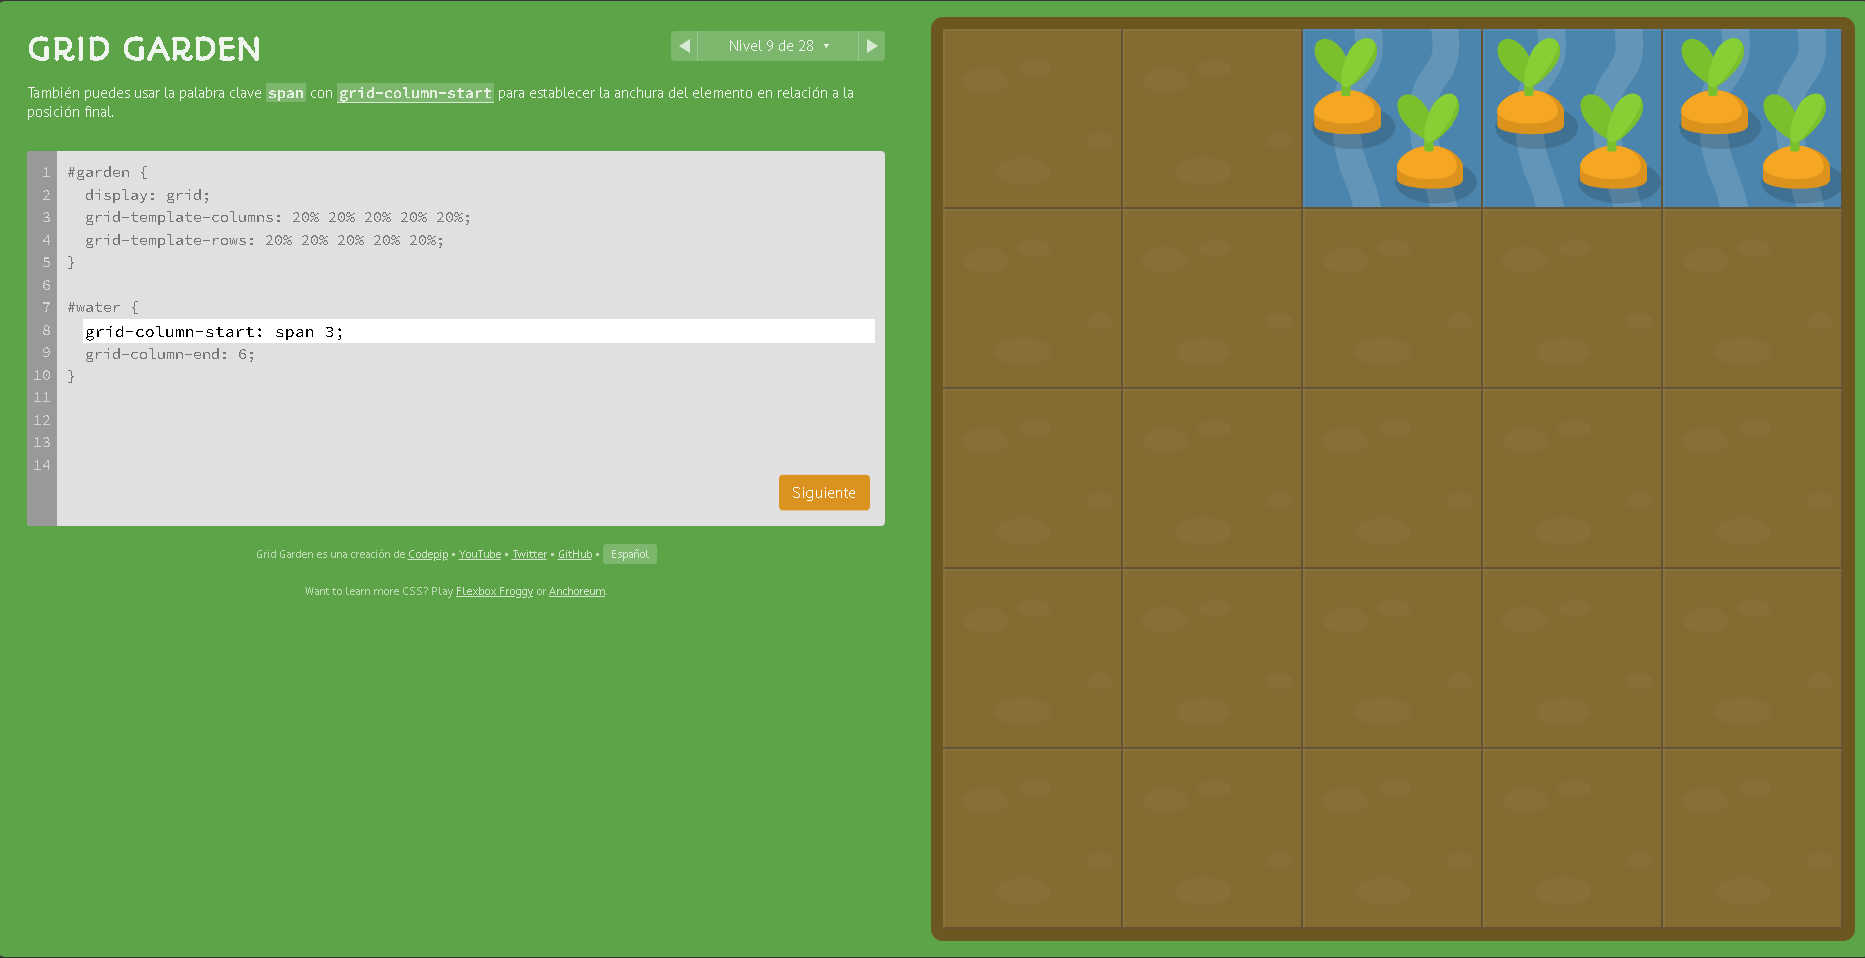 GRID GARDEN
◀ Nivel 9 de 28 ▾ ▶
También puedes usar la palabra clave span con grid-column-start para establecer la anchura del elemento en relación a la
posición final.
1 #garden {
2 display: grid;
3 grid-template-columns: 20% 20% 20% 20% 20%;
4 grid-template-rows: 20% 20% 20% 20% 20%;
5 }
6
7 #water {
8 grid-column-start: span 3;
9 grid-column-end: 6;
10 }
11
12
13
14
Siguiente
Grid Garden es una creación de Codepip • YouTube • Twitter • GitHub • Español
Want to learn more CSS? Play Flexbox Froggy or Anchoreum.